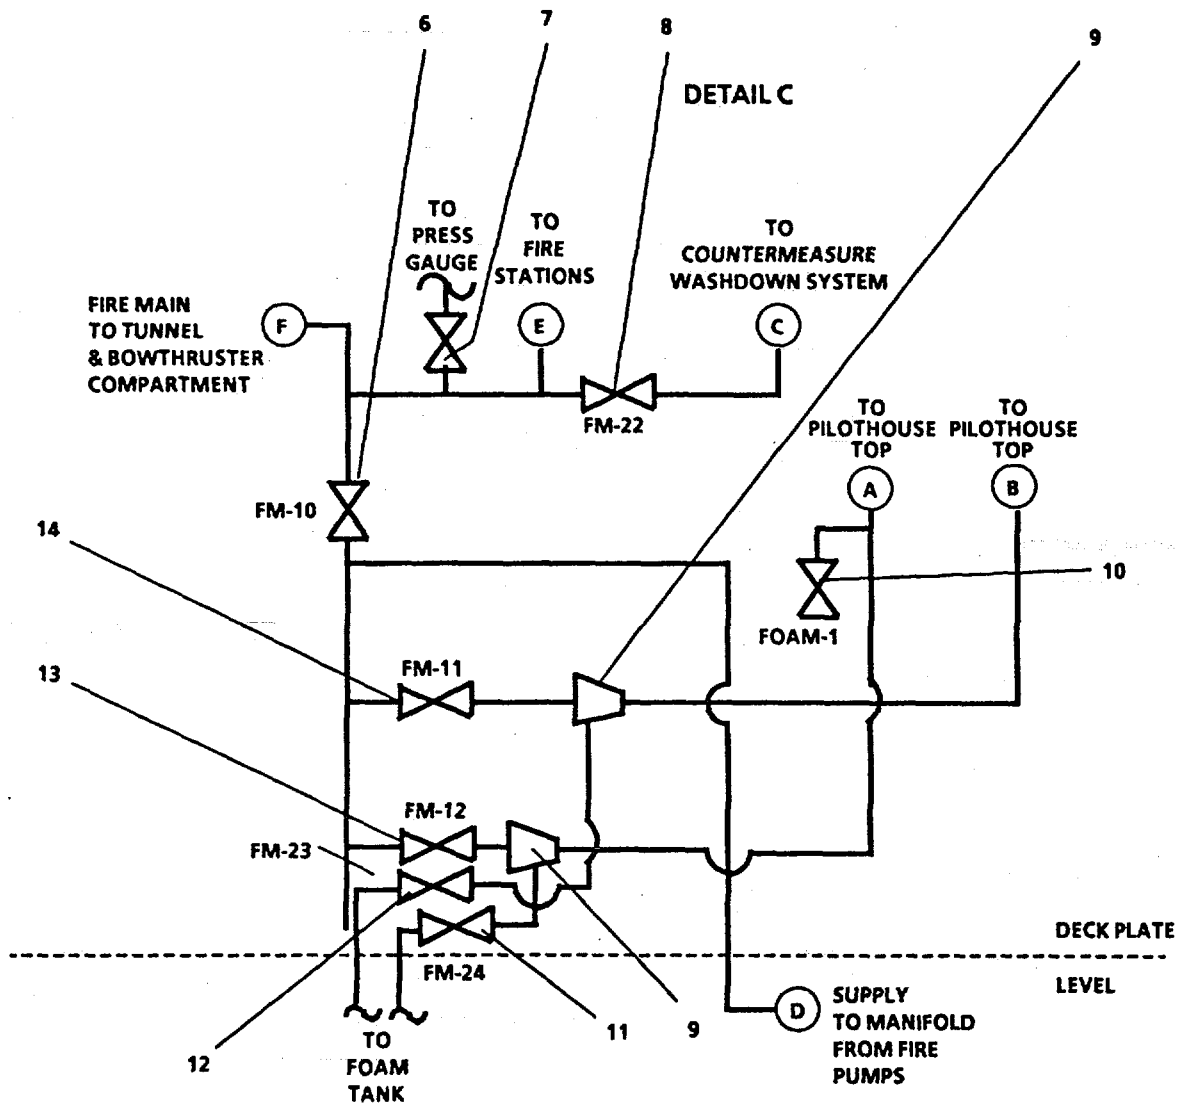 6
7
8
9
DETAIL C
TO
PRESS
GAUGE
TO
FIRE
STATIONS
TO
COUNTERMEASURE
WASHDOWN SYSTEM
FIRE MAIN
TO TUNNEL
& BOWTHRUSTER
COMPARTMENT
F
E
C
FM-22
TO
PILOTHOUSE
TOP
TO
PILOTHOUSE
TOP
A
B
FM-10
14
10
FOAM-1
FM-11
13
FM-12
FM-23
FM-24
DECK PLATE
LEVEL
D
SUPPLY
TO MANIFOLD
FROM FIRE
PUMPS
12
TO
FOAM
TANK
11
9